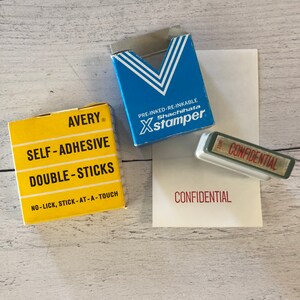 AVERY®
SELF-ADHESIVE
DOUBLE-STICKS
NO-LICK, STICK-AT-A-TOUCH
PRE-INKED·RE-INKABLE
Shachihata
Xstamper
CONFIDENTIAL
CONFIDENTIAL